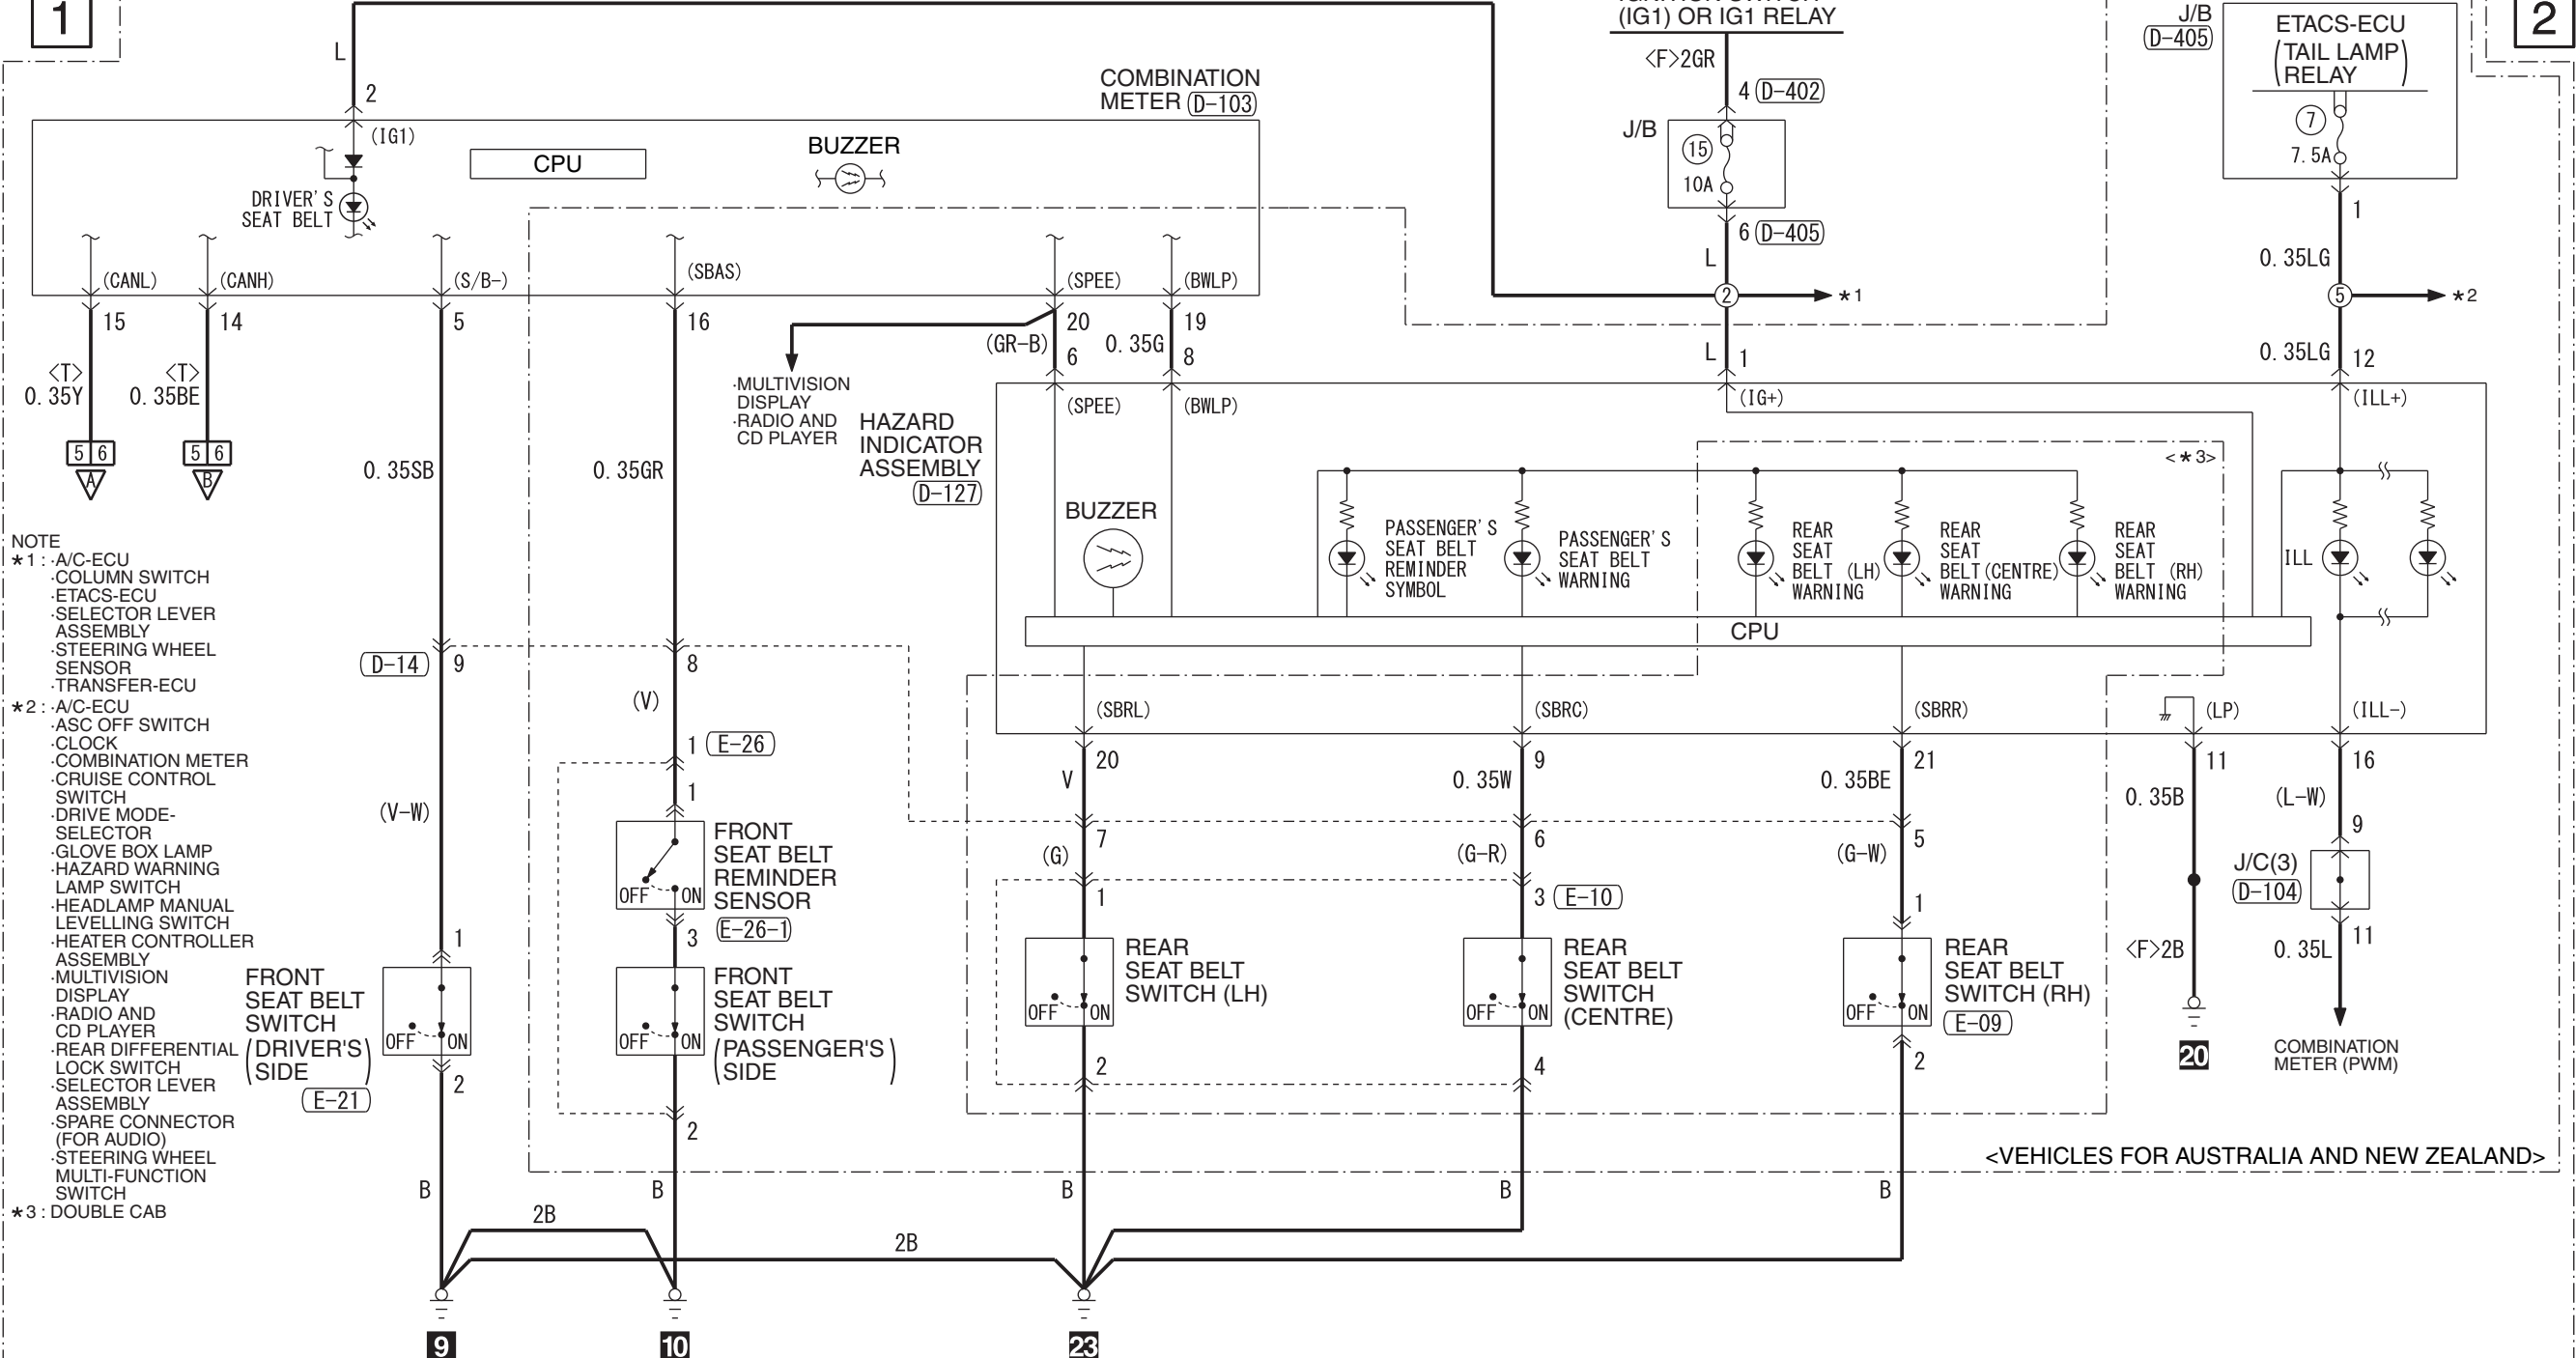 1
L
2
COMBINATION
METER (D-103)
(IG1)
CPU
BUZZER
DRIVER'S
SEAT BELT
(CANL)
(CANH)
(S/B-)
(SBAS)
(SPEE)
(BWLP)
15
14
5
16
20
19
<T>
0.35Y
<T>
0.35BE
5 6
A
5 6
B
0.35SB
0.35GR
(GR-B)
6
0.35G
8
·MULTIVISION
DISPLAY
·RADIO AND
CD PLAYER
(IG1) OR IG1 RELAY
<F>2GR
4 (D-402)
J/B
15
10A
6 (D-405)
L
2
*1
L
1
J/B
(D-405)
ETACS-ECU
(TAIL LAMP
RELAY)
7
7.5A
1
0.35LG
5
*2
0.35LG
12
2
HAZARD
INDICATOR
ASSEMBLY
(D-127)
(SPEE)
(BWLP)
(IG+)
(ILL+)
BUZZER
PASSENGER'S
SEAT BELT
REMINDER
SYMBOL
PASSENGER'S
SEAT BELT
WARNING
<*3>
REAR
SEAT
BELT (LH)
WARNING
REAR
SEAT
BELT(CENTRE)
WARNING
REAR
SEAT
BELT (RH)
WARNING
ILL
CPU
(SBRL)
(SBRC)
(SBRR)
(LP)
(ILL-)
20
9
21
11
16
V
0.35W
0.35BE
0.35B
(L-W)
7
6
5
9
(G)
(G-R)
(G-W)
J/C(3)
(D-104)
1
3 (E-10)
1
11
<F>2B
0.35L
REAR
SEAT BELT
SWITCH (LH)
OFF ON
REAR
SEAT BELT
SWITCH
(CENTRE)
OFF ON
REAR
SEAT BELT
SWITCH (RH)
(E-09)
OFF ON
2
4
2
20
COMBINATION
METER (PWM)
NOTE
*1 : ·A/C-ECU
·COLUMN SWITCH
·ETACS-ECU
·SELECTOR LEVER
ASSEMBLY
·STEERING WHEEL
SENSOR
·TRANSFER-ECU
*2 : ·A/C-ECU
·ASC OFF SWITCH
·CLOCK
·COMBINATION METER
·CRUISE CONTROL
SWITCH
·DRIVE MODE-
SELECTOR
·GLOVE BOX LAMP
·HAZARD WARNING
LAMP SWITCH
·HEADLAMP MANUAL
LEVELLING SWITCH
·HEATER CONTROLLER
ASSEMBLY
·MULTIVISION
DISPLAY
·RADIO AND
CD PLAYER
·REAR DIFFERENTIAL
LOCK SWITCH
·SELECTOR LEVER
ASSEMBLY
·SPARE CONNECTOR
(FOR AUDIO)
·STEERING WHEEL
MULTI-FUNCTION
SWITCH
*3 : DOUBLE CAB
(D-14) 9
8
(V)
(V-W)
1 (E-26)
1
FRONT
SEAT BELT
REMINDER
SENSOR
(E-26-1)
OFF ON
3
1
FRONT
SEAT BELT
SWITCH
(DRIVER'S
SIDE)
(E-21)
OFF ON
2
FRONT
SEAT BELT
SWITCH
(PASSENGER'S
SIDE)
OFF ON
2
<VEHICLES FOR AUSTRALIA AND NEW ZEALAND>
B
B
B
B
B
2B
2B
9
10
23